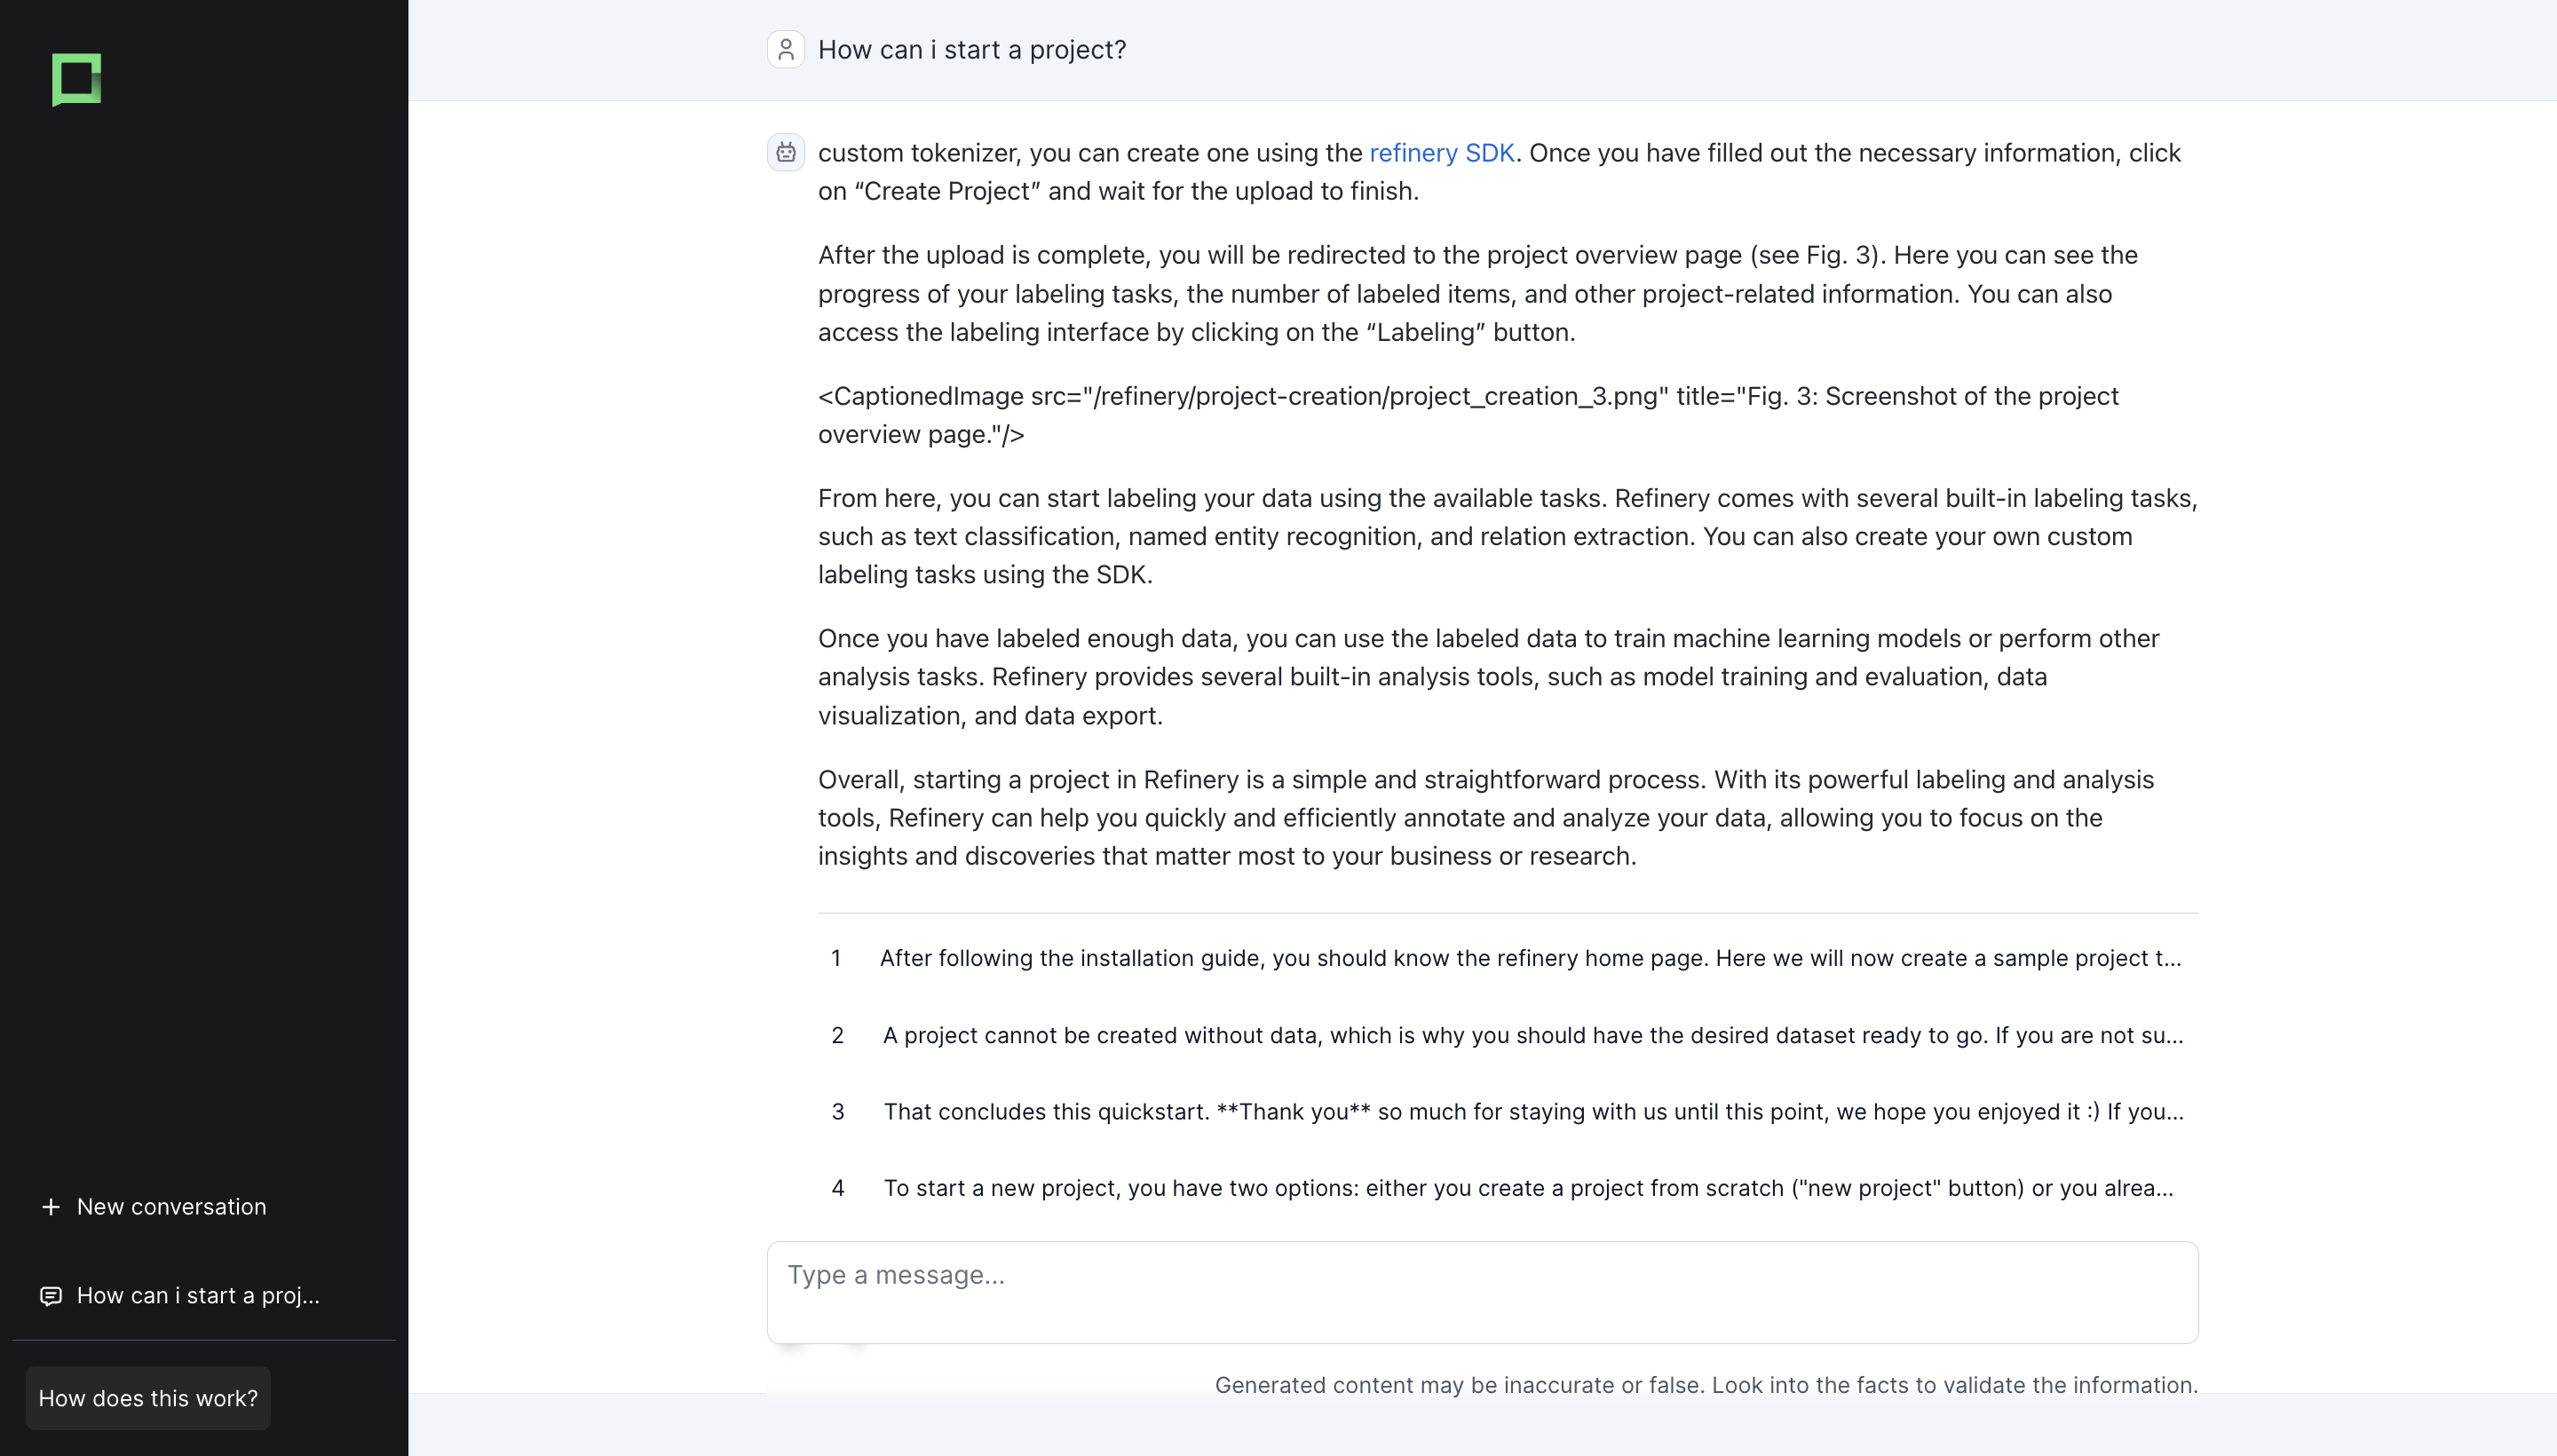 How can i start a project?
custom tokenizer, you can create one using the refinery SDK. Once you have filled out the necessary information, click
on “Create Project” and wait for the upload to finish.
After the upload is complete, you will be redirected to the project overview page (see Fig. 3). Here you can see the
progress of your labeling tasks, the number of labeled items, and other project-related information. You can also
access the labeling interface by clicking on the “Labeling” button.
<CaptionedImage src="/refinery/project-creation/project_creation_3.png" title="Fig. 3: Screenshot of the project
overview page."/>
From here, you can start labeling your data using the available tasks. Refinery comes with several built-in labeling tasks,
such as text classification, named entity recognition, and relation extraction. You can also create your own custom
labeling tasks using the SDK.
Once you have labeled enough data, you can use the labeled data to train machine learning models or perform other
analysis tasks. Refinery provides several built-in analysis tools, such as model training and evaluation, data
visualization, and data export.
Overall, starting a project in Refinery is a simple and straightforward process. With its powerful labeling and analysis
tools, Refinery can help you quickly and efficiently annotate and analyze your data, allowing you to focus on the
insights and discoveries that matter most to your business or research.
1 After following the installation guide, you should know the refinery home page. Here we will now create a sample project t...
2 A project cannot be created without data, which is why you should have the desired dataset ready to go. If you are not su...
3 That concludes this quickstart. **Thank you** so much for staying with us until this point, we hope you enjoyed it :) If you...
4 To start a new project, you have two options: either you create a project from scratch ("new project" button) or you alrea...
Type a message...
Generated content may be inaccurate or false. Look into the facts to validate the information.
New conversation
How can i start a proj...
How does this work?